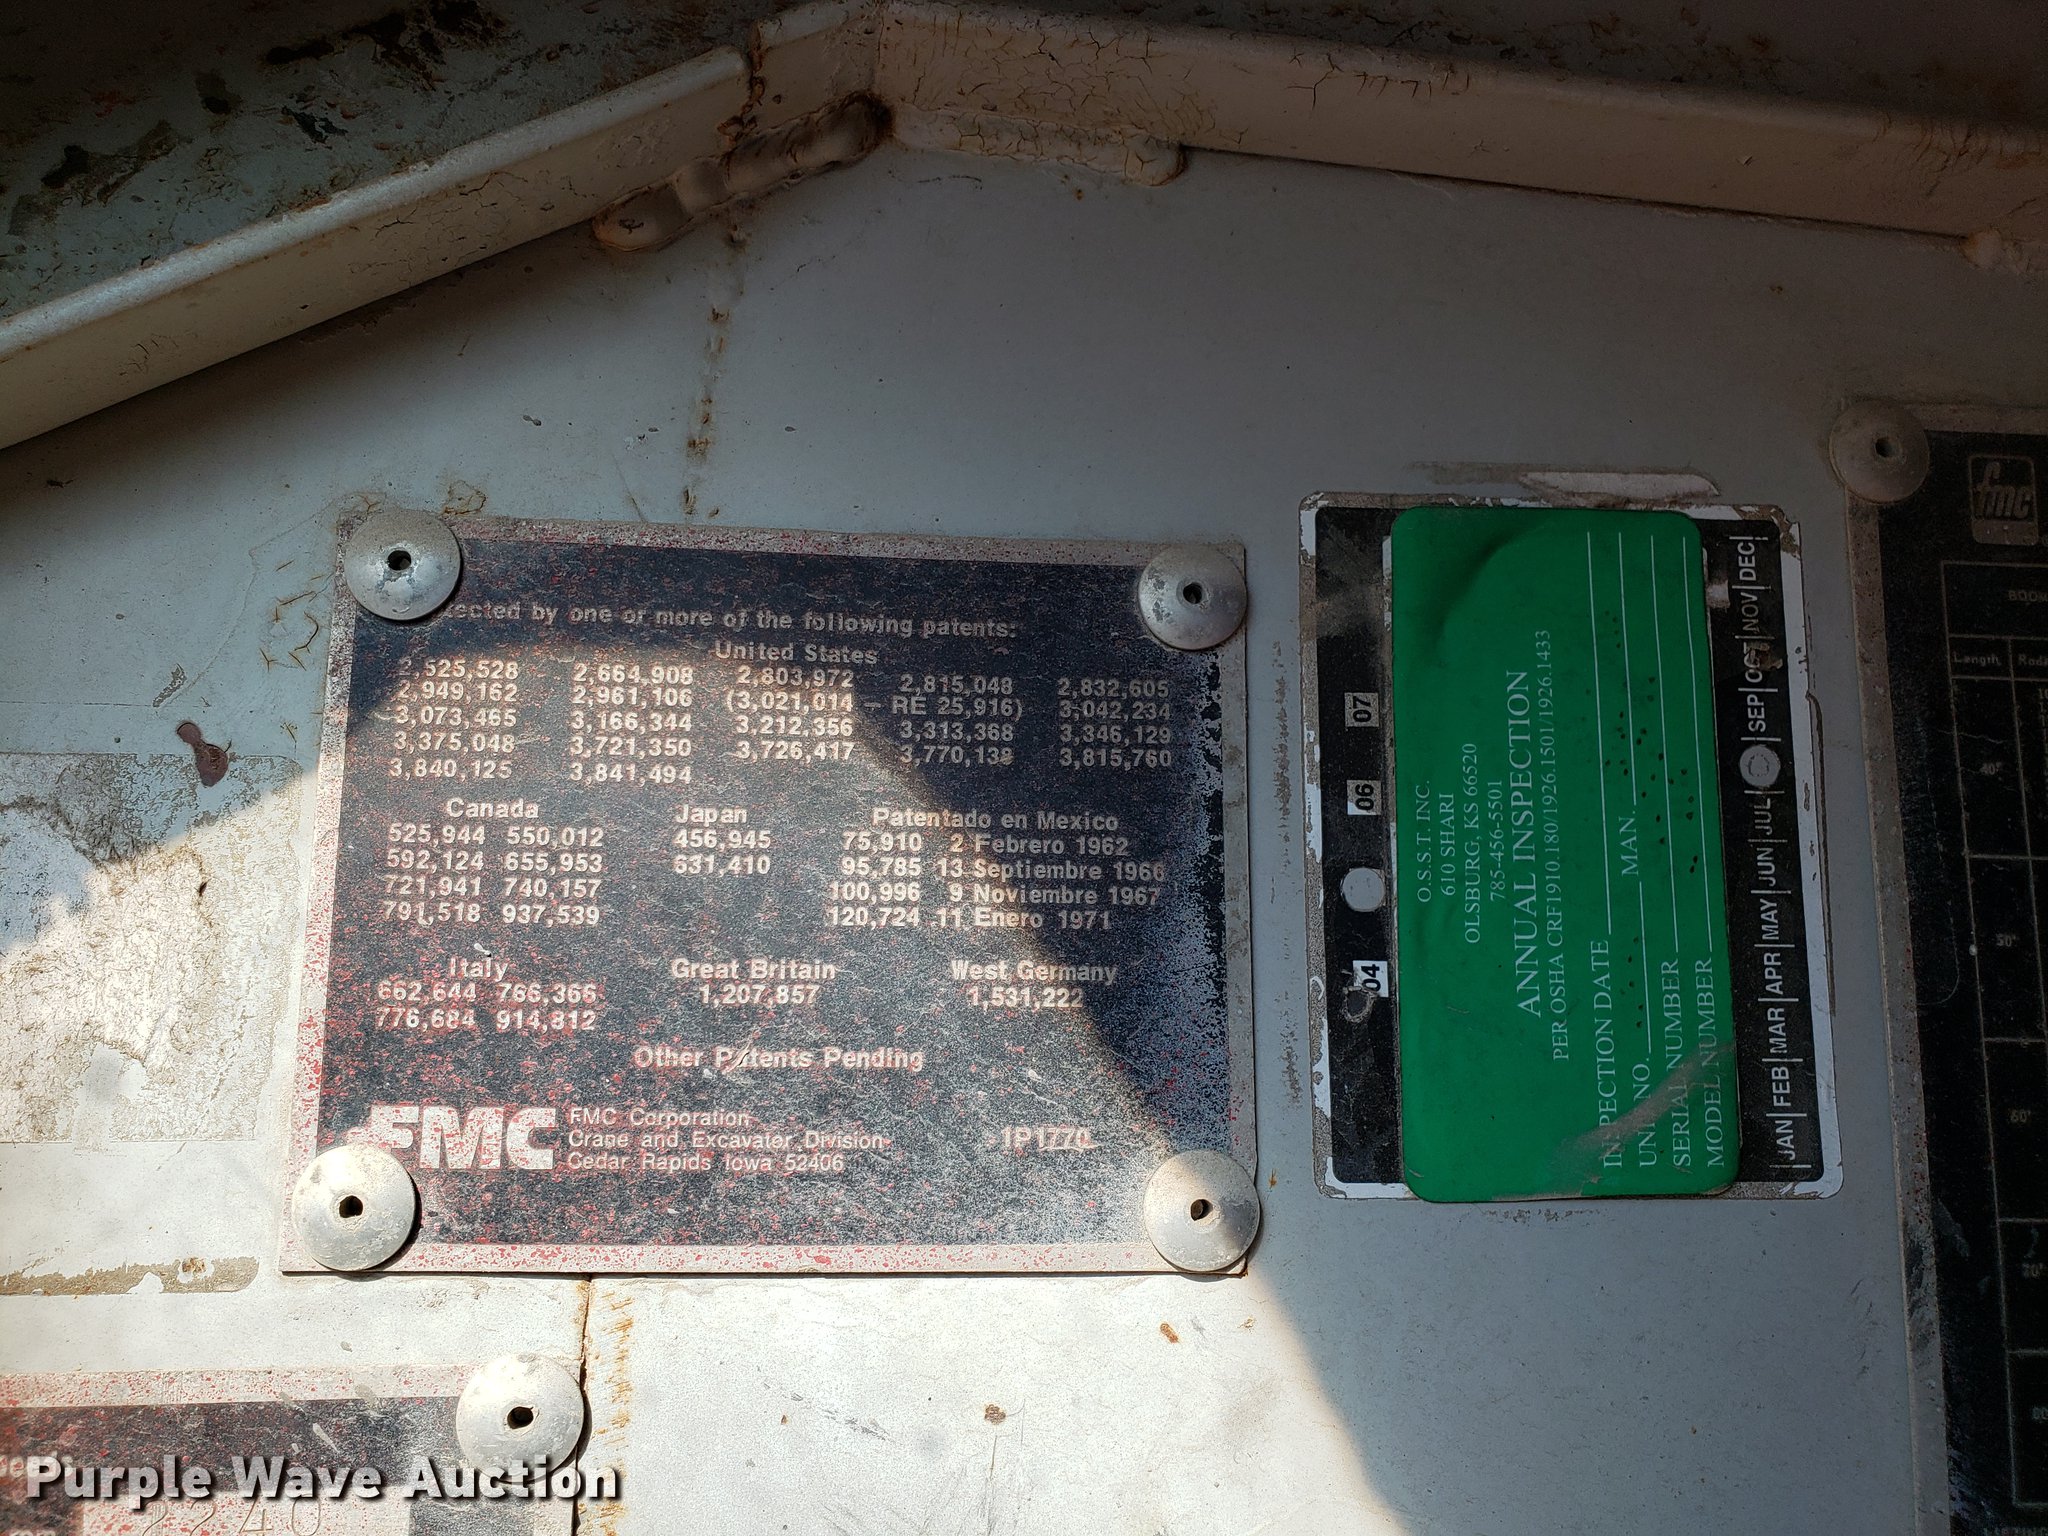 ected by one or more of the following patents:
United States
2,525,528 2,664,908 2,803,972 2,815,048 2,832,605
2,949,162 2,961,106 (3,021,014 – RE 25,916) 3,042,234
3,073,465 3,166,344 3,212,356 3,313,368 3,346,129
3,375,048 3,721,350 3,726,417 3,770,138 3,815,760
3,840,125 3,841,494
Canada Japan Patentado en Mexico
525,944 550,012 456,945 75,910 2 Febrero 1962
592,124 655,953 631,410 95,785 13 Septiembre 1966
721,941 740,157 100,996 9 Noviembre 1967
791,518 937,539 120,724 11 Enero 1971
Italy Great Britain West Germany
662,644 766,366 1,207,857 1,531,222
776,684 914,812
Other Patents Pending
FMC FMC Corporation
Crane and Excavator Division
Cedar Rapids Iowa 52406
1P1770
04 06 07
O.S.S.T. INC.
610 SHARI
OLSBURG, KS 66520
785-456-5501
ANNUAL INSPECTION
PER OSHA CRF1910.180/1926.1501/1926.1433
INSPECTION DATE
UNIT NO. MAN.
SERIAL NUMBER
MODEL NUMBER
JAN FEB MAR APR MAY JUN JUL SEP OCT NOV DEC
fmc
BOOM
Length
40'
50'
60'
Purple Wave Auction